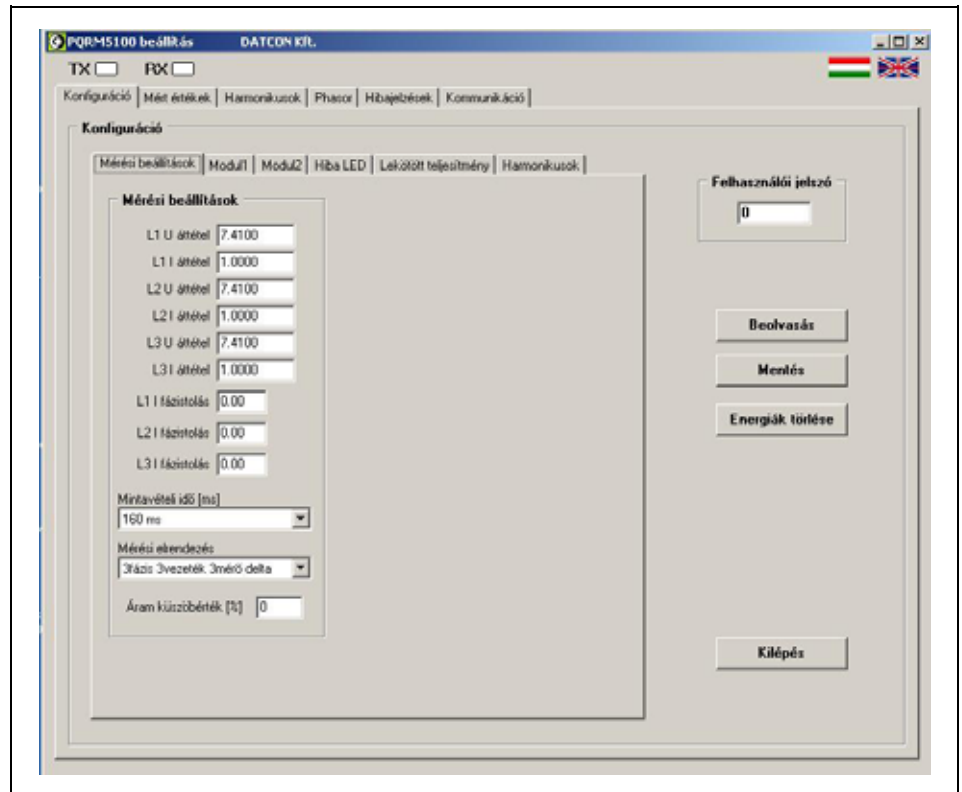 PQRM5100 beállítás DATCON Kft.
TX RX
Konfiguráció Mért értékek Harmonikusok Phasor Hibajelzések Kommunikáció
Konfiguráció
Mérési beállítások Modul1 Modul2 Hiba LED Lekötött teljesítmény Harmonikusok
Felhasználói jelszó
0
Mérési beállítások
L1 U áttétel 7.4100
L1 I áttétel 1.0000
L2 U áttétel 7.4100
L2 I áttétel 1.0000
L3 U áttétel 7.4100
L3 I áttétel 1.0000
L1 I fázistolás 0.00
L2 I fázistolás 0.00
L3 I fázistolás 0.00
Mintavételi idő [ms]
160 ms
Mérési elrendezés
3fázis 3vezeték 3mérő delta
Áram küszöbérték [%] 0
Beolvasás
Mentés
Energiák törlése
Kilépés